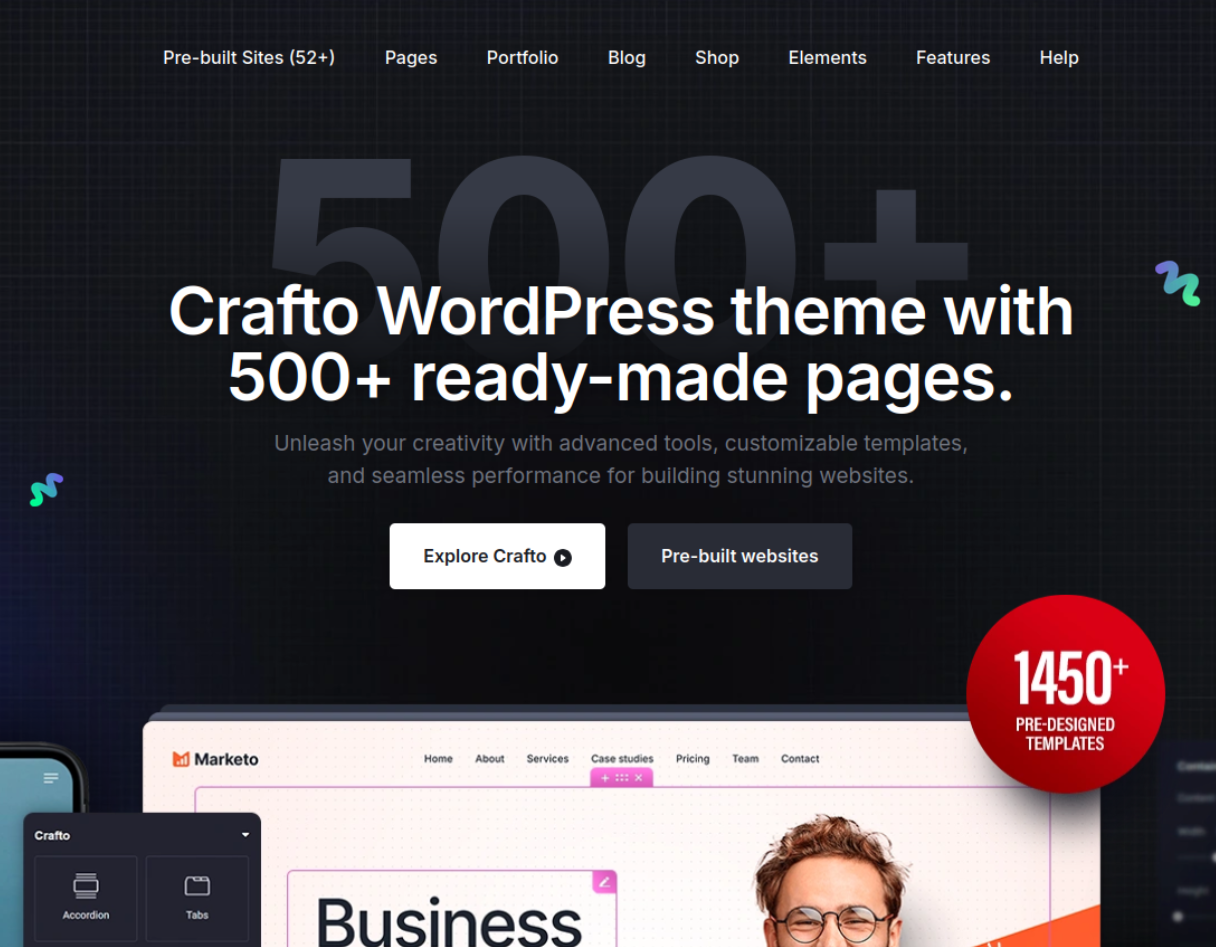 Pre-built Sites (52+) Pages Portfolio Blog Shop Elements Features Help
500+
Crafto WordPress theme with
500+ ready-made pages.
Unleash your creativity with advanced tools, customizable templates,
and seamless performance for building stunning websites.
Explore Crafto Pre-built websites
1450+
PRE-DESIGNED
TEMPLATES
Marketo Home About Services Case studies Pricing Team Contact
Crafto
Accordion Tabs
Business
Content
Width
Height